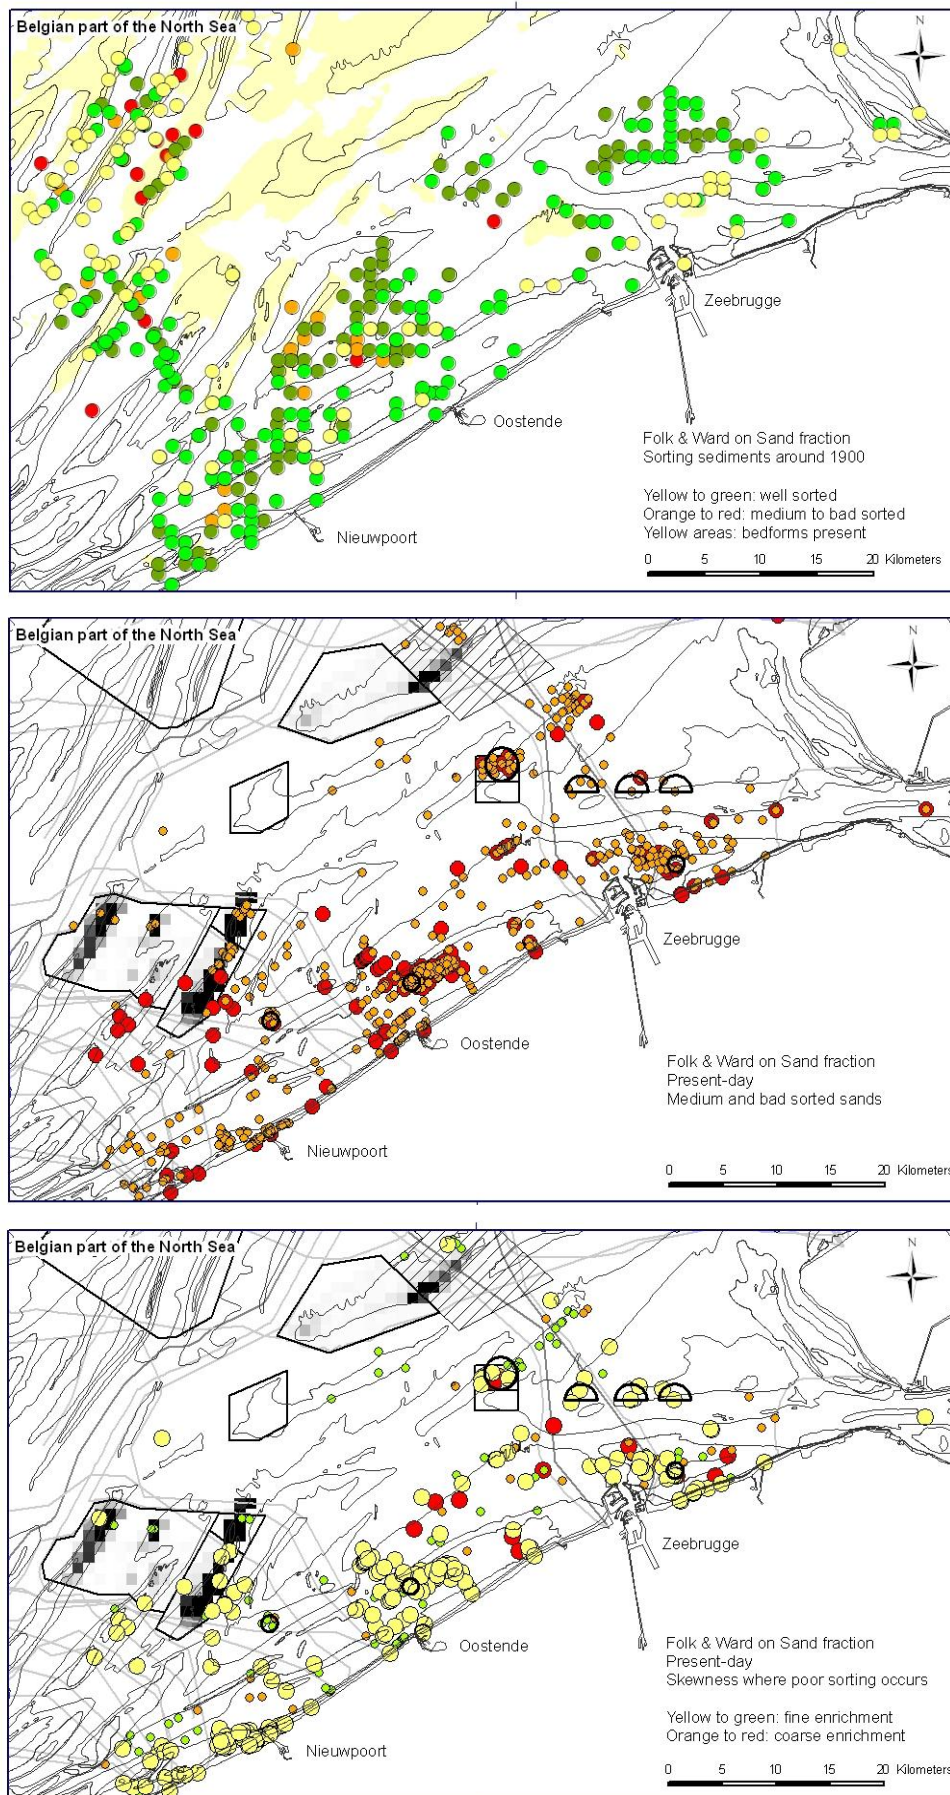 Belgian part of the North Sea
N
Zeebrugge
Oostende
Nieuwpoort
Folk & Ward on Sand fraction
Sorting sediments around 1900
Yellow to green: well sorted
Orange to red: medium to bad sorted
Yellow areas: bedforms present
0 5 10 15 20 Kilometers
Belgian part of the North Sea
N
Zeebrugge
Oostende
Nieuwpoort
Folk & Ward on Sand fraction
Present-day
Medium and bad sorted sands
0 5 10 15 20 Kilometers
Belgian part of the North Sea
N
Zeebrugge
Oostende
Nieuwpoort
Folk & Ward on Sand fraction
Present-day
Skewness where poor sorting occurs
Yellow to green: fine enrichment
Orange to red: coarse enrichment
0 5 10 15 20 Kilometers